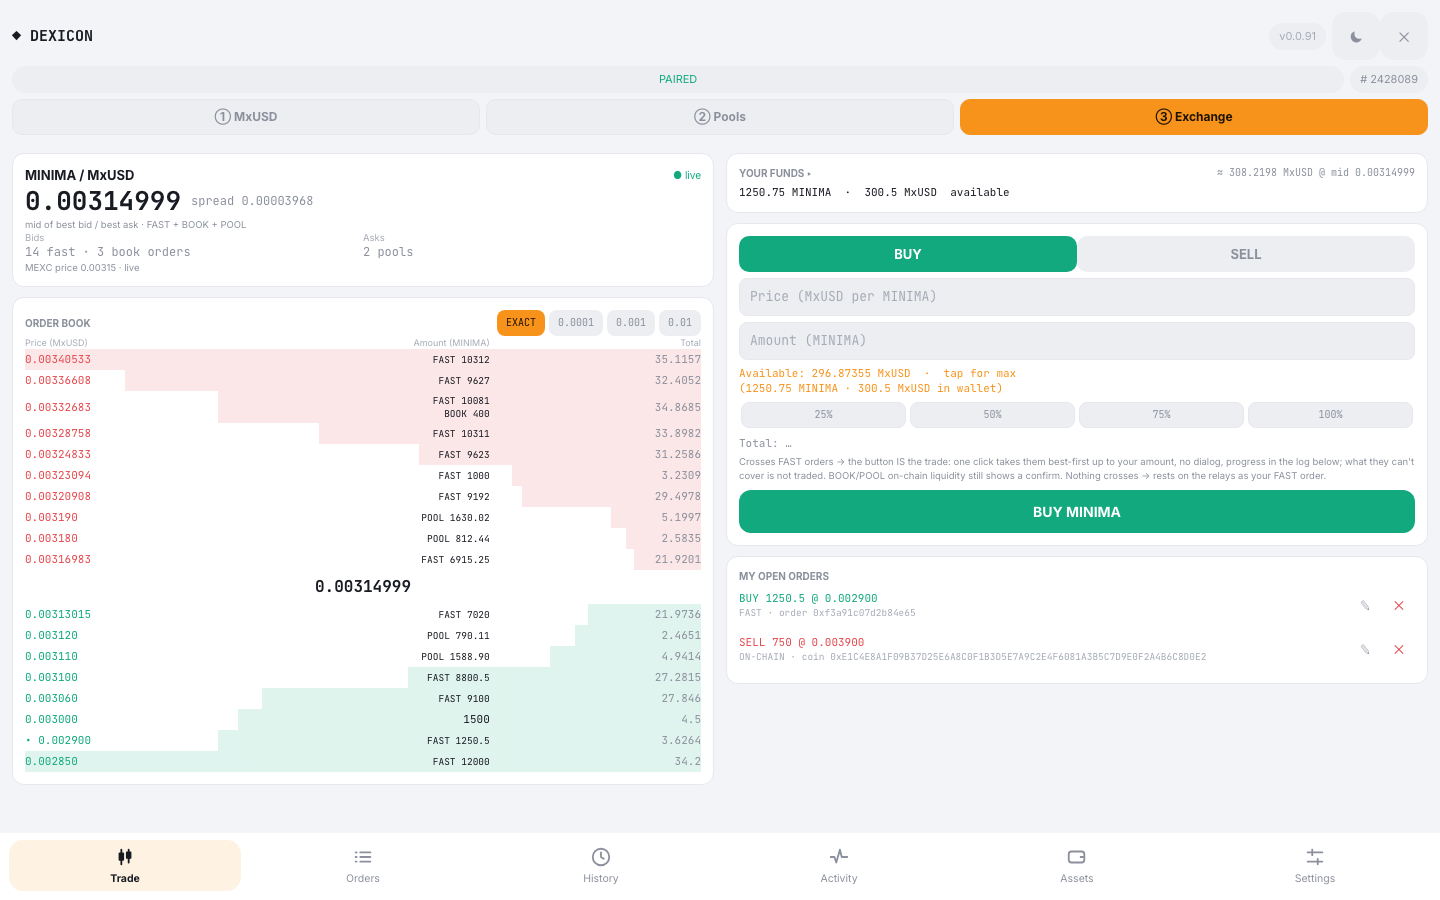 ◆ DEXICON
v0.0.91
PAIRED
# 2428089
① MxUSD
② Pools
③ Exchange
MINIMA / MxUSD
live
0.00314999 spread 0.00003968
mid of best bid / best ask · FAST + BOOK + POOL
Bids Asks
14 fast · 3 book orders 2 pools
MEXC price 0.00315 · live
ORDER BOOK
EXACT 0.0001 0.001 0.01
Price (MxUSD) Amount (MINIMA) Total
0.00340533 FAST 10312 35.1157
0.00336608 FAST 9627 32.4052
0.00332683 FAST 10081 BOOK 400 34.8685
0.00328758 FAST 10311 33.8982
0.00324833 FAST 9623 31.2586
0.00323094 FAST 1000 3.2309
0.00320908 FAST 9192 29.4978
0.003190 POOL 1630.02 5.1997
0.003180 POOL 812.44 2.5835
0.00316983 FAST 6915.25 21.9201
0.00314999
0.00313015 FAST 7020 21.9736
0.003120 POOL 790.11 2.4651
0.003110 POOL 1588.90 4.9414
0.003100 FAST 8800.5 27.2815
0.003060 FAST 9100 27.846
0.003000 1500 4.5
• 0.002900 FAST 1250.5 3.6264
0.002850 FAST 12000 34.2
YOUR FUNDS ▸
≈ 308.2198 MxUSD @ mid 0.00314999
1250.75 MINIMA · 300.5 MxUSD available
BUY SELL
Price (MxUSD per MINIMA)
Amount (MINIMA)
Available: 296.87355 MxUSD · tap for max
(1250.75 MINIMA · 300.5 MxUSD in wallet)
25% 50% 75% 100%
Total: …
Crosses FAST orders → the button IS the trade: one click takes them best-first up to your amount, no dialog, progress in the log below; what they can't
cover is not traded. BOOK/POOL on-chain liquidity still shows a confirm. Nothing crosses → rests on the relays as your FAST order.
BUY MINIMA
MY OPEN ORDERS
BUY 1250.5 @ 0.002900
FAST · order 0xf3a91c07d2b84e65
SELL 750 @ 0.003900
ON-CHAIN · coin 0xE1C4E8A1F09B37D25E6A8C0F1B3D5E7A9C2E4F6081A3B5C7D9E0F2A4B6C8D0E2
Trade
Orders
History
Activity
Assets
Settings